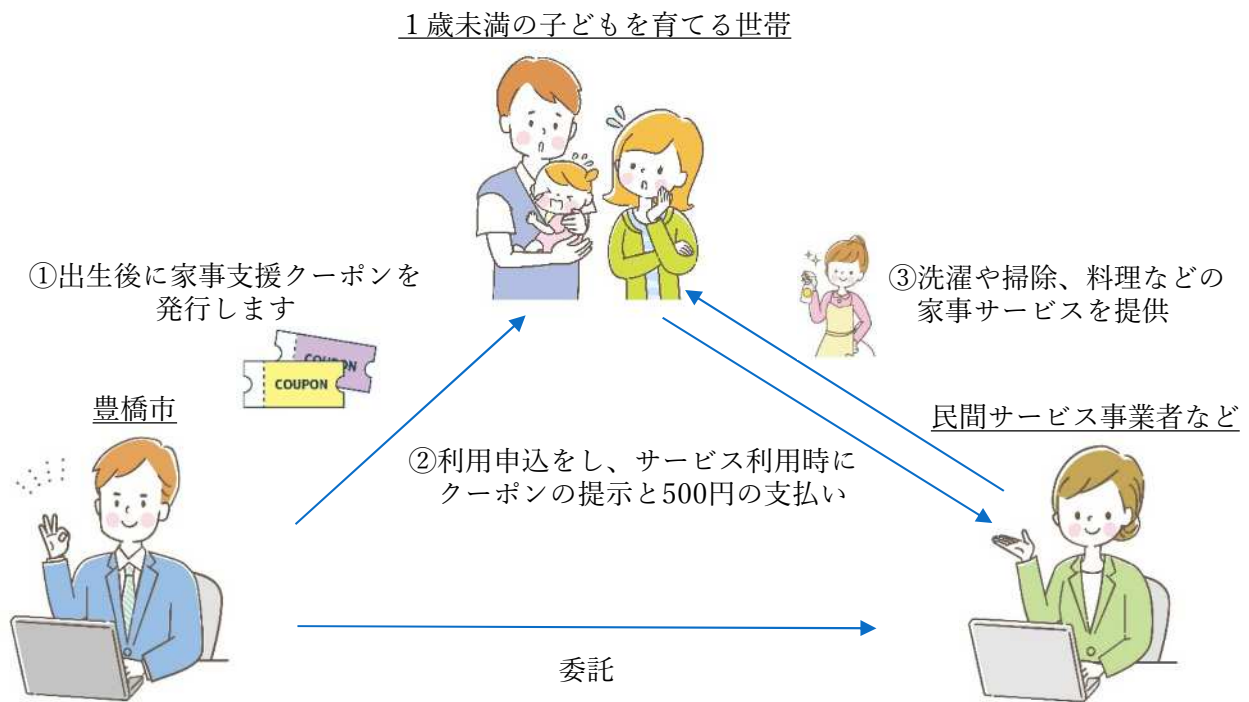 １歳未満の子どもを育てる世帯
①出生後に家事支援クーポンを
発行します
COUPON
COUPON
豊橋市
③洗濯や掃除、料理などの
家事サービスを提供
民間サービス事業者など
②利用申込をし、サービス利用時に
クーポンの提示と500円の支払い
委託